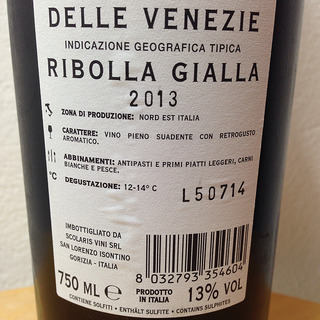 DELLE VENEZIE
INDICAZIONE GEOGRAFICA TIPICA
RIBOLLA GIALLA
2013
ZONA DI PRODUZIONE: NORD EST ITALIA
CARATTERE: VINO PIENO SUADENTE CON RETROGUSTO
AROMATICO.
ABBINAMENTI: ANTIPASTI E PRIMI PIATTI LEGGERI, CARNI
BIANCHE E PESCE.
°C DEGUSTAZIONE: 12-14° C
L50714
IMBOTTIGLIATO DA
SCOLARIS VINI SRL
SAN LORENZO ISONTINO
GORIZIA - ITALIA
8 032793 354604
750 ML e PRODOTTO IN ITALIA 13% VOL
CONTIENE SOLFITI • ENTHÄLT SULFITE • CONTAINS SULPHITES